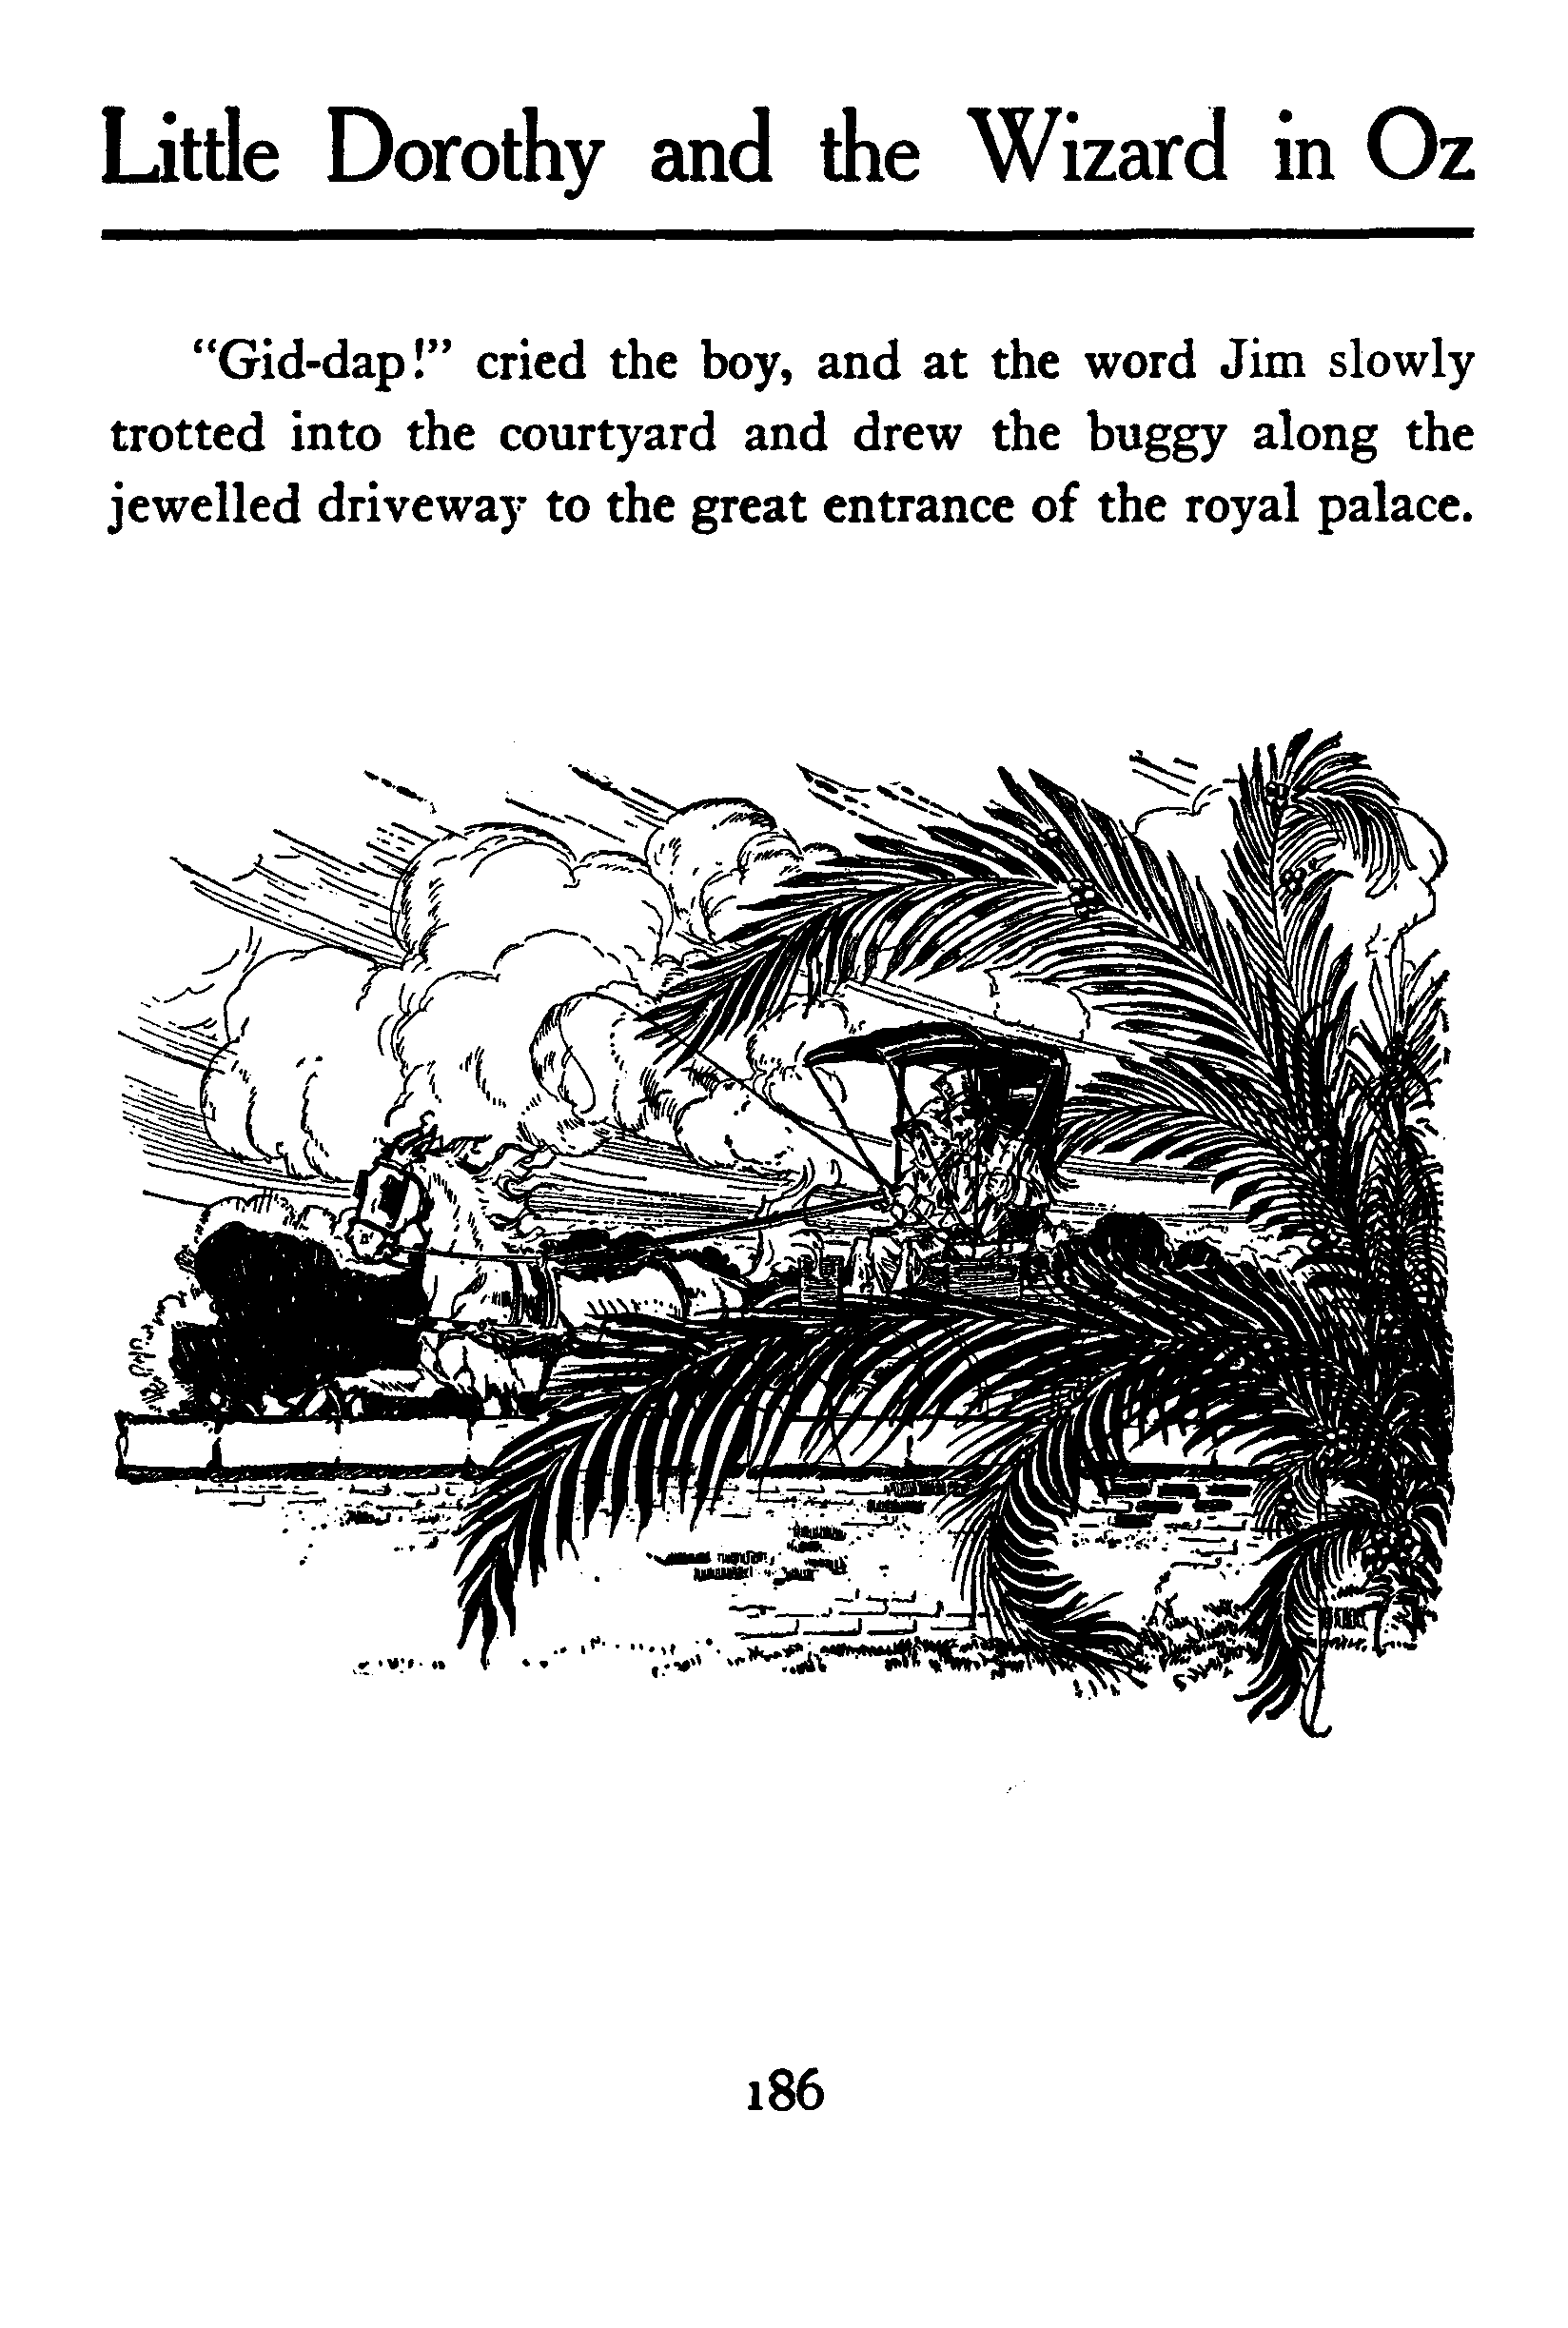 Little Dorothy and the Wizard in Oz
“Gid-dap!” cried the boy, and at the word Jim slowly
trotted into the courtyard and drew the buggy along the
jewelled driveway to the great entrance of the royal palace.
186